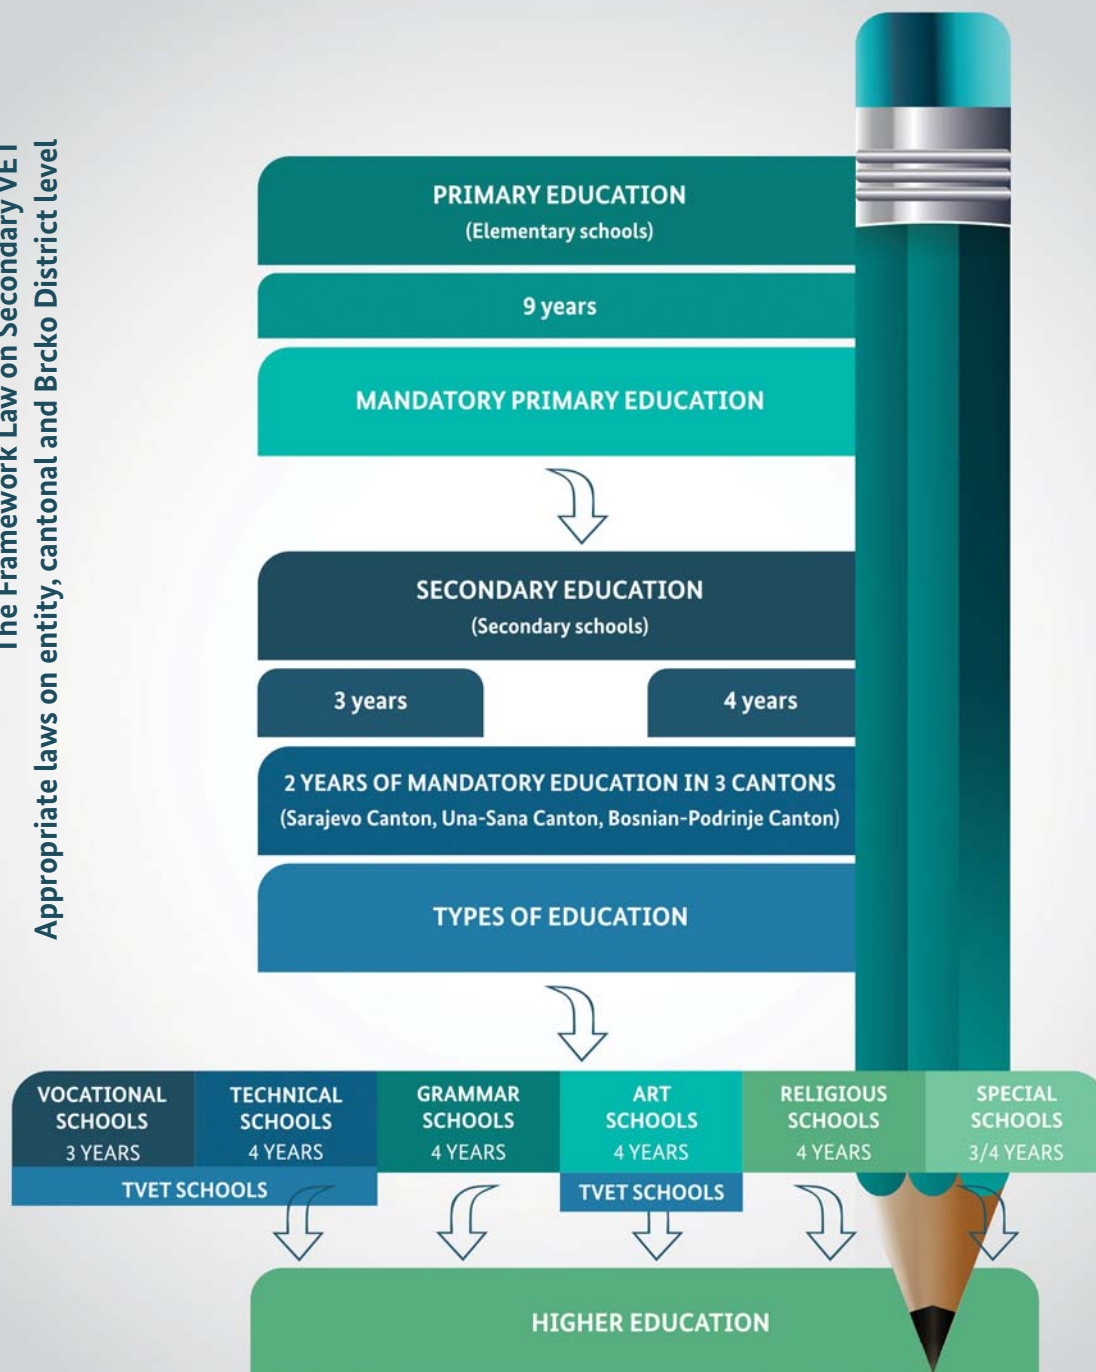 The Framework Law on Secondary VET
Appropriate laws on entity, cantonal and Brcko District level
PRIMARY EDUCATION
(Elementary schools)
9 years
MANDATORY PRIMARY EDUCATION
SECONDARY EDUCATION
(Secondary schools)
3 years
4 years
2 YEARS OF MANDATORY EDUCATION IN 3 CANTONS
(Sarajevo Canton, Una-Sana Canton, Bosnian-Podrinje Canton)
TYPES OF EDUCATION
VOCATIONAL
SCHOOLS
3 YEARS
TECHNICAL
SCHOOLS
4 YEARS
TVET SCHOOLS
GRAMMAR
SCHOOLS
4 YEARS
ART
SCHOOLS
4 YEARS
TVET SCHOOLS
RELIGIOUS
SCHOOLS
4 YEARS
SPECIAL
SCHOOLS
3/4 YEARS
HIGHER EDUCATION